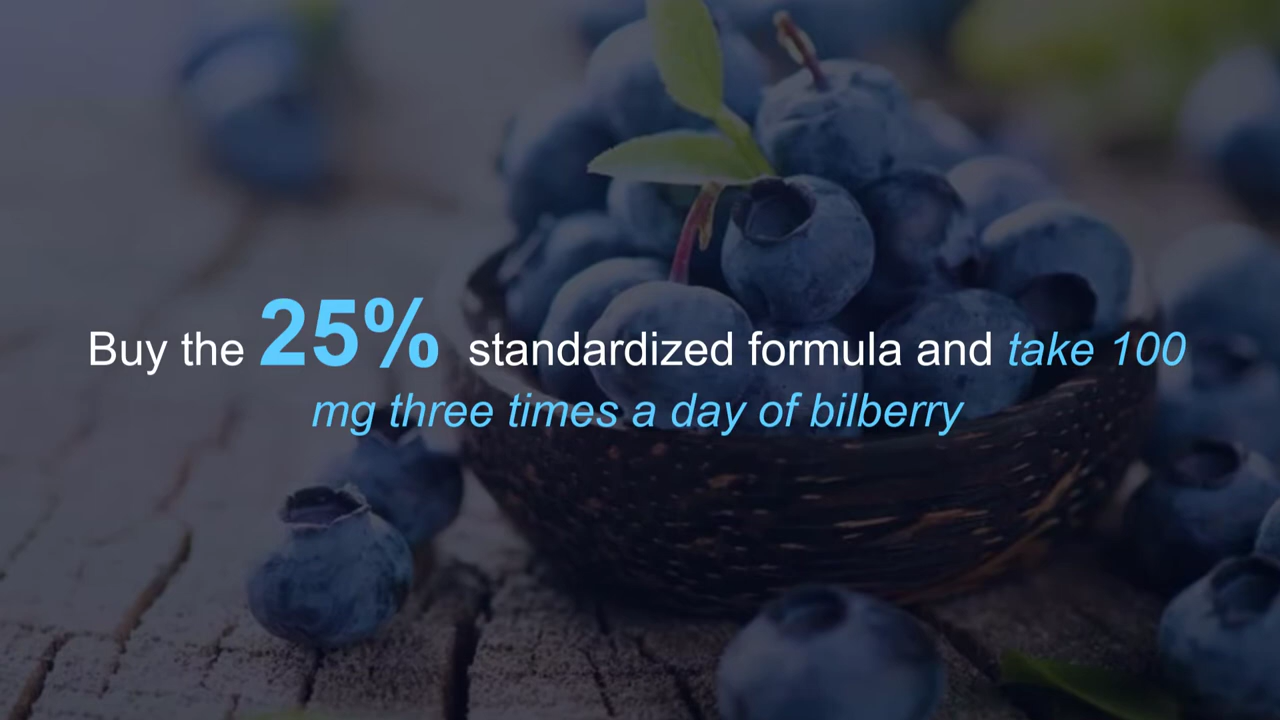 Buy the 25% standardized formula and take 100
mg three times a day of bilberry